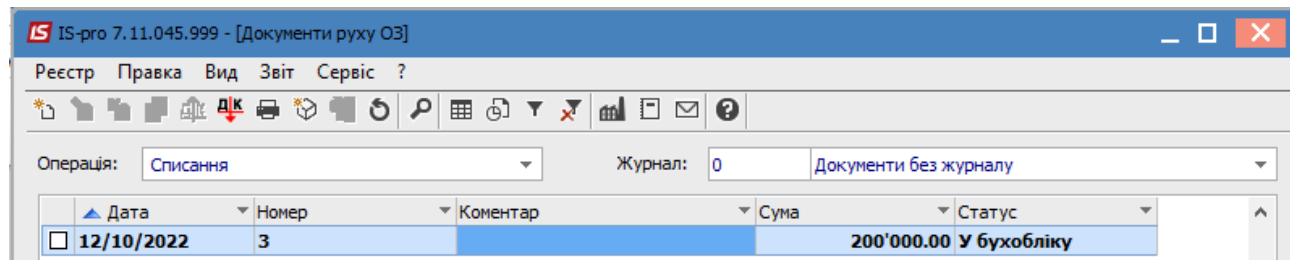 IS IS-pro 7.11.045.999 - [Документи руху ОЗ]
Реєстр Правка Вид Звіт Сервіс ?
Д К
Операція: Списання Журнал: 0 Документи без журналу
Дата Номер Коментар Сума Статус
12/10/2022 3 200'000.00 У бухобліку